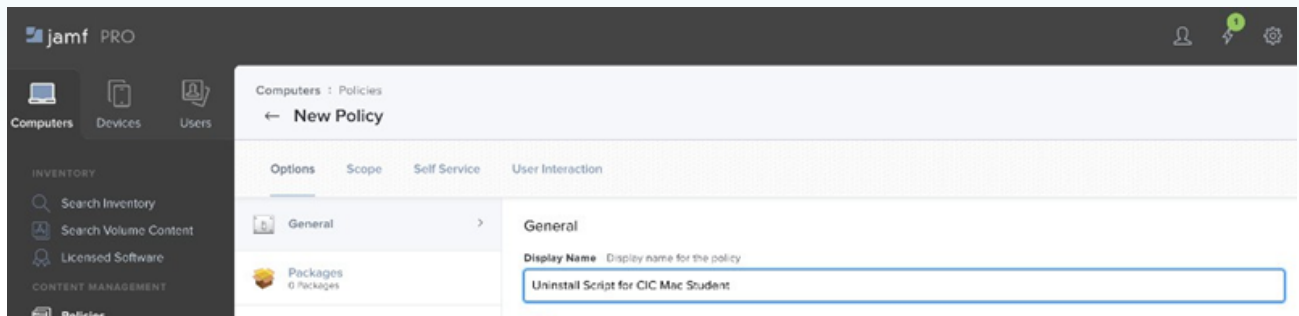 jamf PRO
1
Computers Devices Users
INVENTORY
Search Inventory
Search Volume Content
Licensed Software
CONTENT MANAGEMENT
Policies
Computers : Policies
← New Policy
Options Scope Self Service User Interaction
General
Packages
0 Packages
General
Display Name Display name for the policy
Uninstall Script for CIC Mac Student